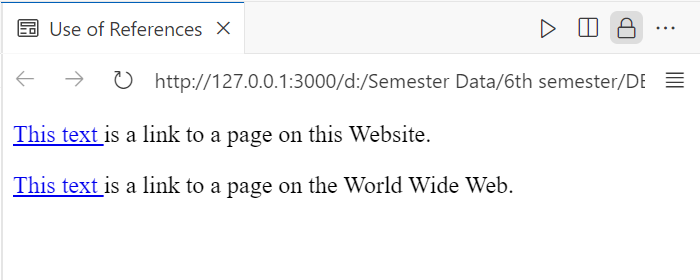 Use of References
http://127.0.0.1:3000/d:/Semester Data/6th semester/DE
This text is a link to a page on this Website.
This text is a link to a page on the World Wide Web.